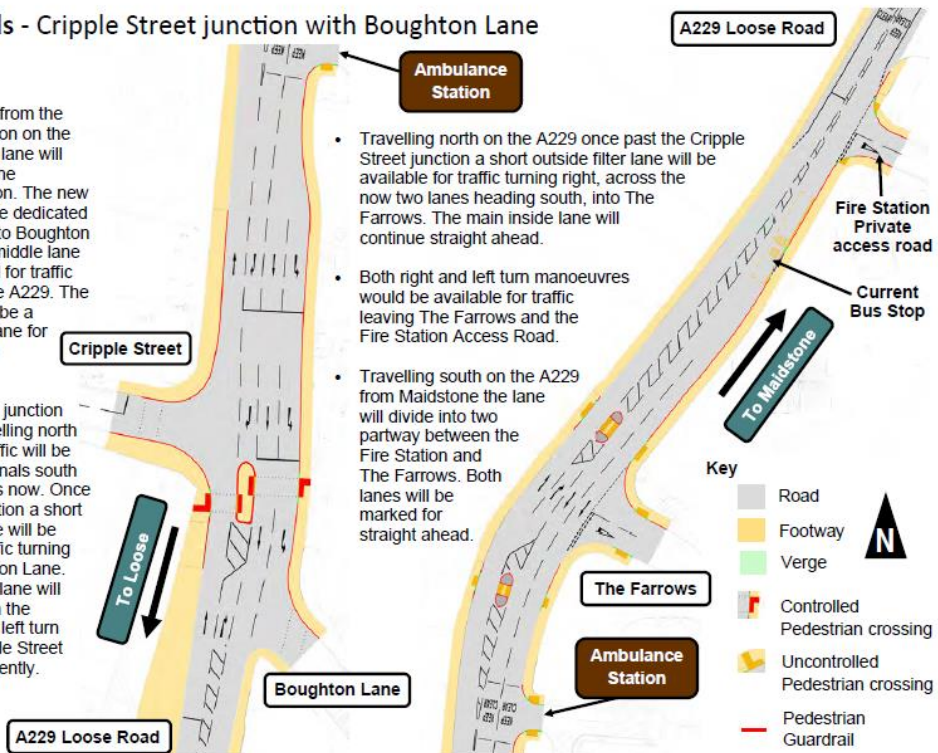 ls - Cripple Street junction with Boughton Lane
from the
on on the
lane will
ne
on. The new
e dedicated
to Boughton
middle lane
d for traffic
e A229. The
be a
ane for
junction
elling north
ffic will be
nals south
s now. Once
tion a short
e will be
fic turning
on Lane.
lane will
n the
left turn
le Street
ently.
Ambulance
Station
• Travelling north on the A229 once past the Cripple
Street junction a short outside filter lane will be
available for traffic turning right, across the
now two lanes heading south, into The
Farrows. The main inside lane will
continue straight ahead.
• Both right and left turn manoeuvres
would be available for traffic
leaving The Farrows and the
Fire Station Access Road.
• Travelling south on the A229
from Maidstone the lane
will divide into two
partway between the
Fire Station and
The Farrows. Both
lanes will be
marked for
straight ahead.
KEEP
CLEAR
Cripple Street
To Loose
Boughton Lane
A229 Loose Road
A229 Loose Road
KEEP
CLEAR
Fire Station
Private
access road
Current
Bus Stop
To Maidstone
The Farrows
Ambulance
Station
KEEP
CLEAR
Key
Road
Footway
Verge
Controlled
Pedestrian crossing
Uncontrolled
Pedestrian crossing
Pedestrian
Guardrail
N